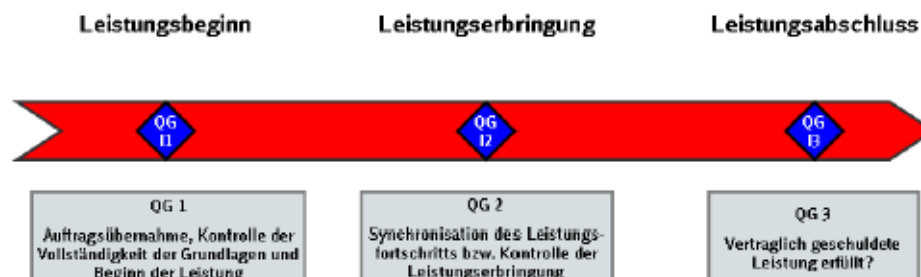 Leistungsbeginn Leistungserbringung Leistungsabschluss
QG QG QG
I1 I2 I3
QG 1
Auftragsübernahme, Kontrolle der
Vollständigkeit der Grundlagen und
Beginn der Leistung
QG 2
Synchronisation des Leistungs-
fortschritts bzw. Kontrolle der
Leistungserbringung
QG 3
Vertraglich geschuldete
Leistung erfüllt?